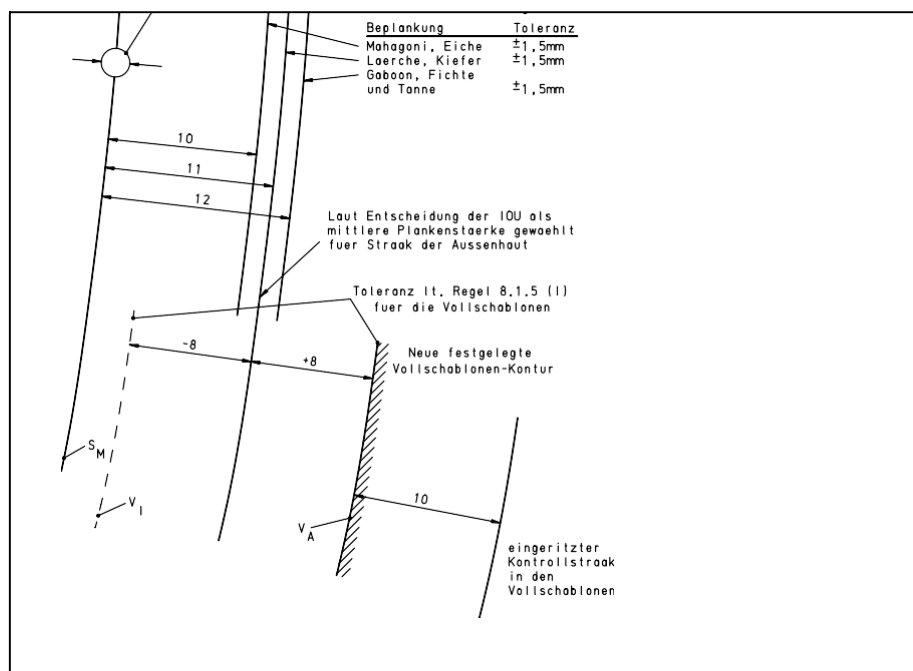 Beplankung Toleranz
Mahagoni, Eiche ±1,5mm
Laerche, Kiefer ±1,5mm
Gaboon, Fichte
und Tanne ±1,5mm
10
11
12
Laut Entscheidung der IOU als
mittlere Plankenstaerke gewaehlt
fuer Straak der Aussenhaut
Toleranz lt. Regel 8.1.5 (I)
fuer die Vollschablonen
-8
+8
Neue festgelegte
Vollschablonen-Kontur
S M
V I
10
V A
eingeritzter
Kontrollstraak
in den
Vollschablonen